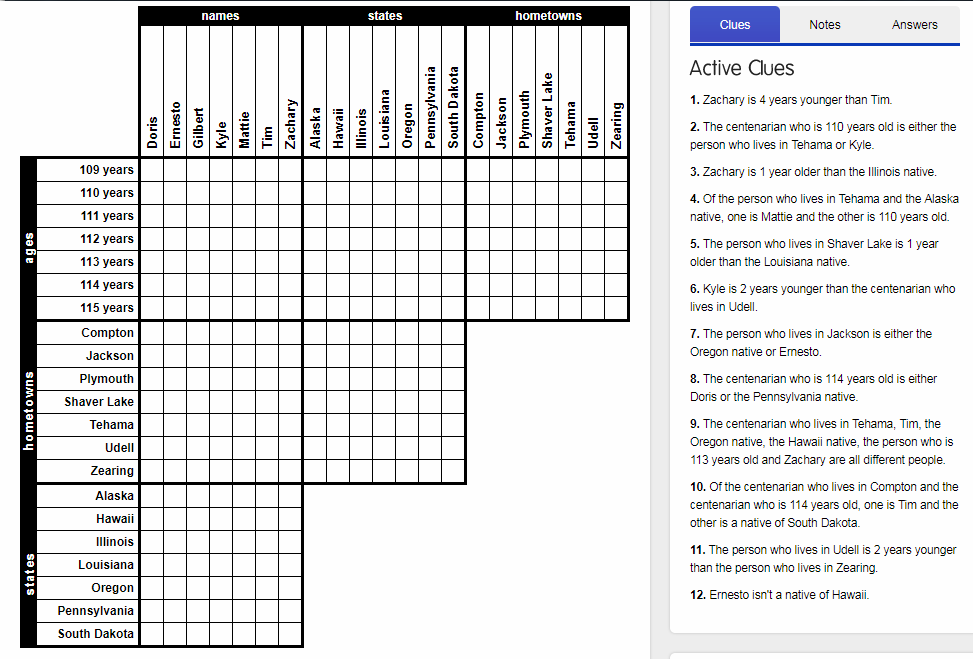 names states hometowns
Doris Ernesto Gilbert Kyle Mattie Tim Zachary Alaska Hawaii Illinois Louisiana Oregon Pennsylvania South Dakota Compton Jackson Plymouth Shaver Lake Tehama Udell Zearing
ages
109 years
110 years
111 years
112 years
113 years
114 years
115 years
hometowns
Compton
Jackson
Plymouth
Shaver Lake
Tehama
Udell
Zearing
states
Alaska
Hawaii
Illinois
Louisiana
Oregon
Pennsylvania
South Dakota
Clues Notes Answers
Active Clues
1. Zachary is 4 years younger than Tim.
2. The centenarian who is 110 years old is either the
person who lives in Tehama or Kyle.
3. Zachary is 1 year older than the Illinois native.
4. Of the person who lives in Tehama and the Alaska
native, one is Mattie and the other is 110 years old.
5. The person who lives in Shaver Lake is 1 year
older than the Louisiana native.
6. Kyle is 2 years younger than the centenarian who
lives in Udell.
7. The person who lives in Jackson is either the
Oregon native or Ernesto.
8. The centenarian who is 114 years old is either
Doris or the Pennsylvania native.
9. The centenarian who lives in Tehama, Tim, the
Oregon native, the Hawaii native, the person who is
113 years old and Zachary are all different people.
10. Of the centenarian who lives in Compton and the
centenarian who is 114 years old, one is Tim and the
other is a native of South Dakota.
11. The person who lives in Udell is 2 years younger
than the person who lives in Zearing.
12. Ernesto isn't a native of Hawaii.